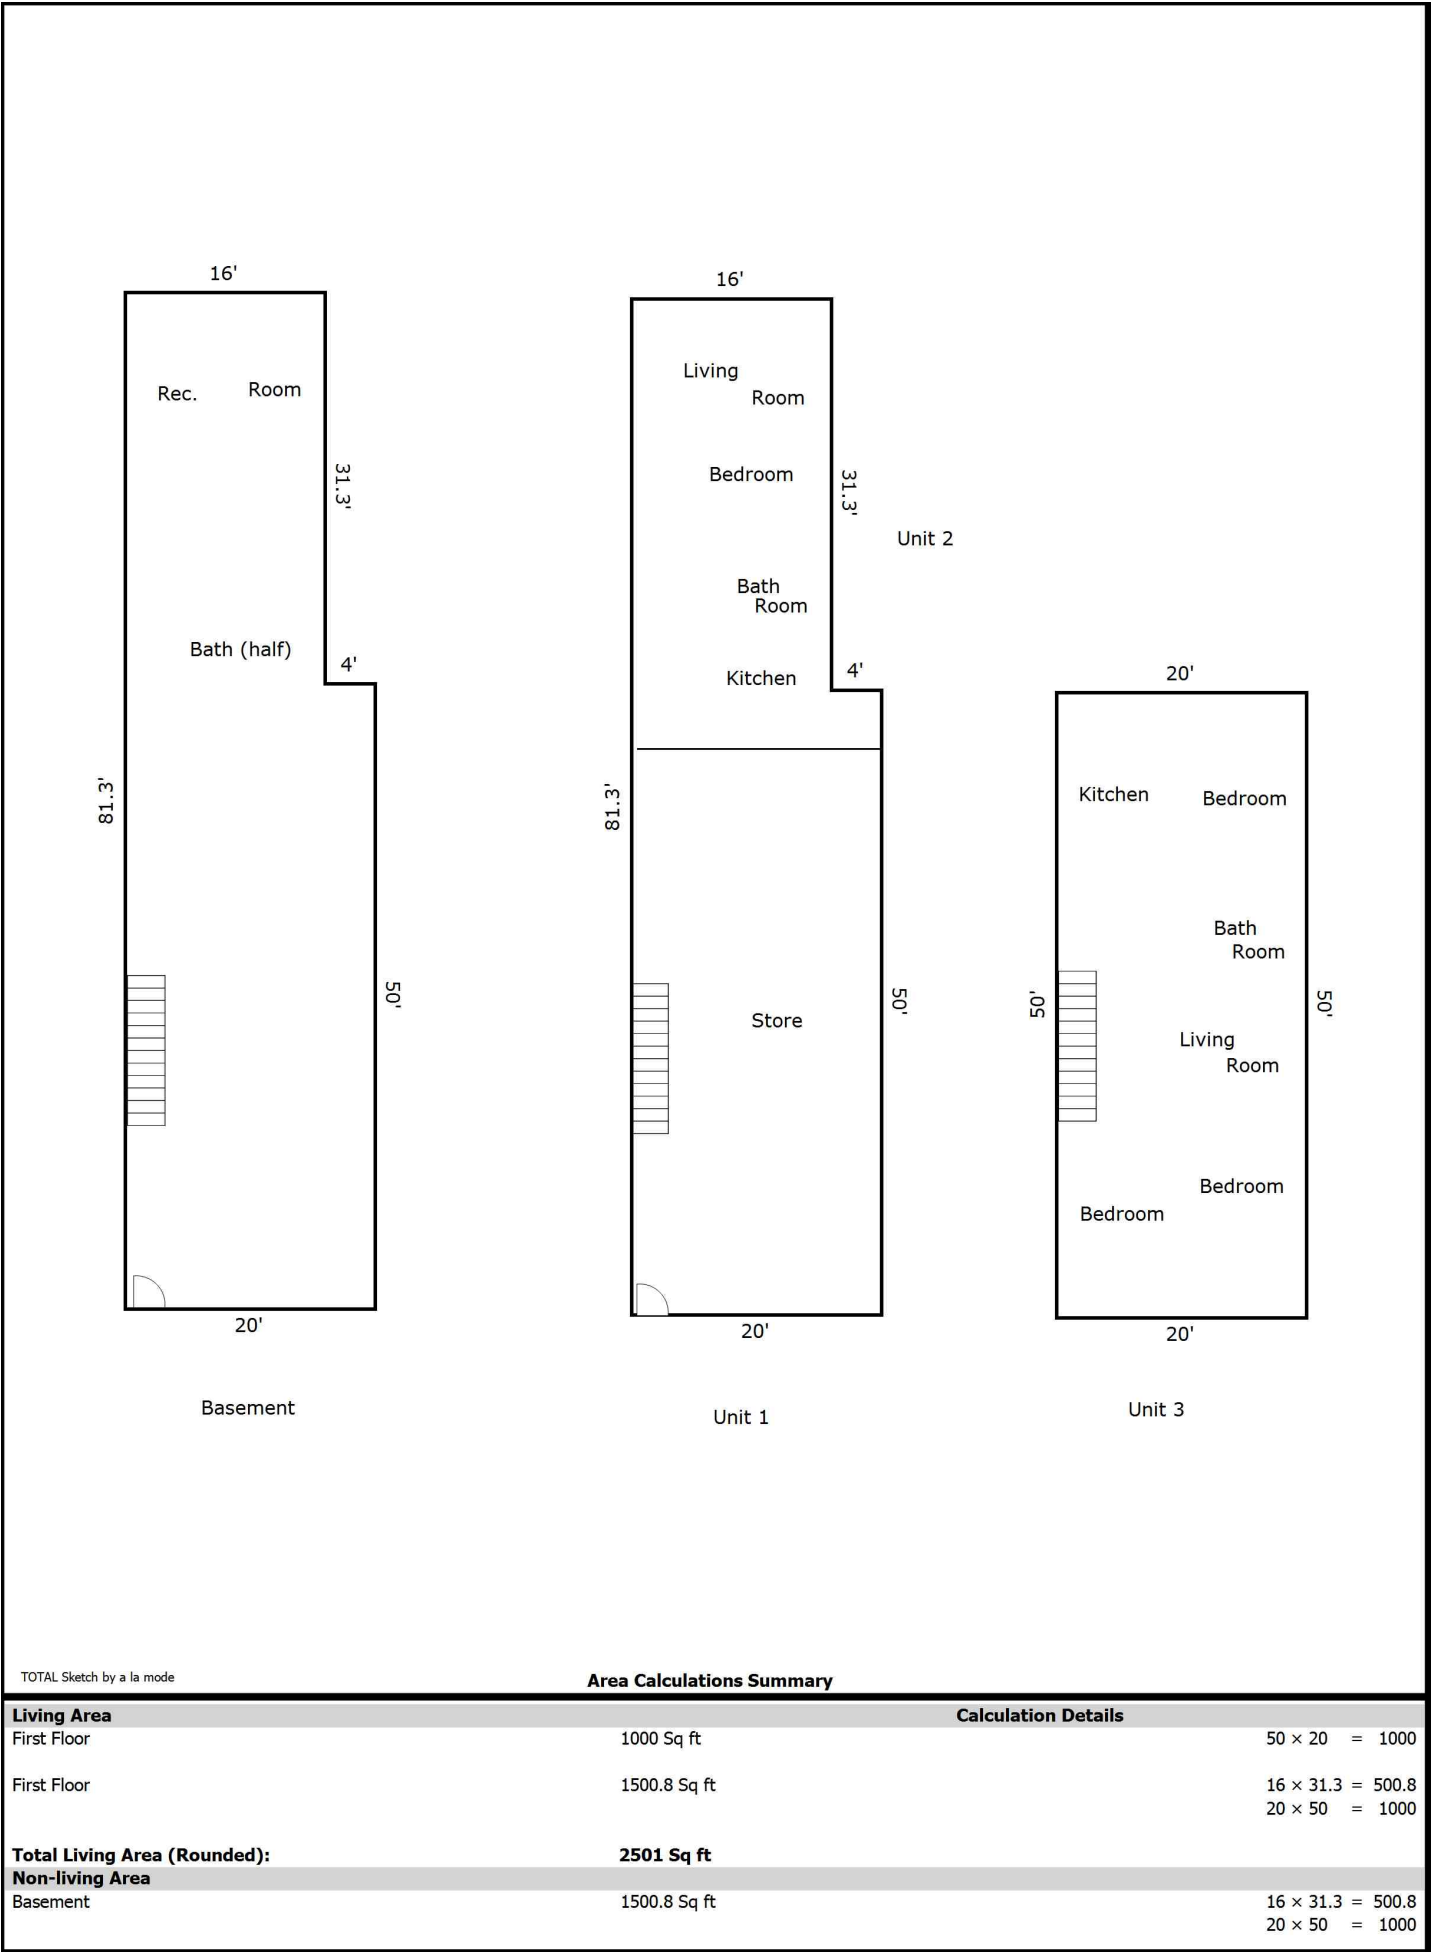 16'
Rec. Room
31.3'
Bath (half)
4'
81.3'
50'
20'
Basement
16'
Living
Room
Bedroom
31.3'
Unit 2
Bath
Room
Kitchen
4'
81.3'
Store
50'
20'
Unit 1
20'
Kitchen Bedroom
Bath
Room
50'
50'
Living
Room
Bedroom
Bedroom
20'
Unit 3
TOTAL Sketch by a la mode
Area Calculations Summary
Living Area Calculation Details
First Floor 1000 Sq ft 50 × 20 = 1000
First Floor 1500.8 Sq ft 16 × 31.3 = 500.8
20 × 50 = 1000
Total Living Area (Rounded): 2501 Sq ft
Non-living Area
Basement 1500.8 Sq ft 16 × 31.3 = 500.8
20 × 50 = 1000